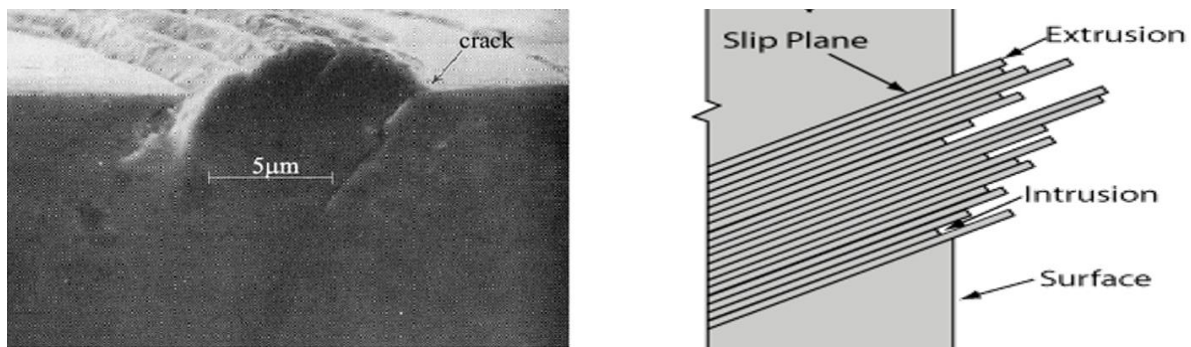 crack
5μm
Slip Plane
Extrusion
Intrusion
Surface